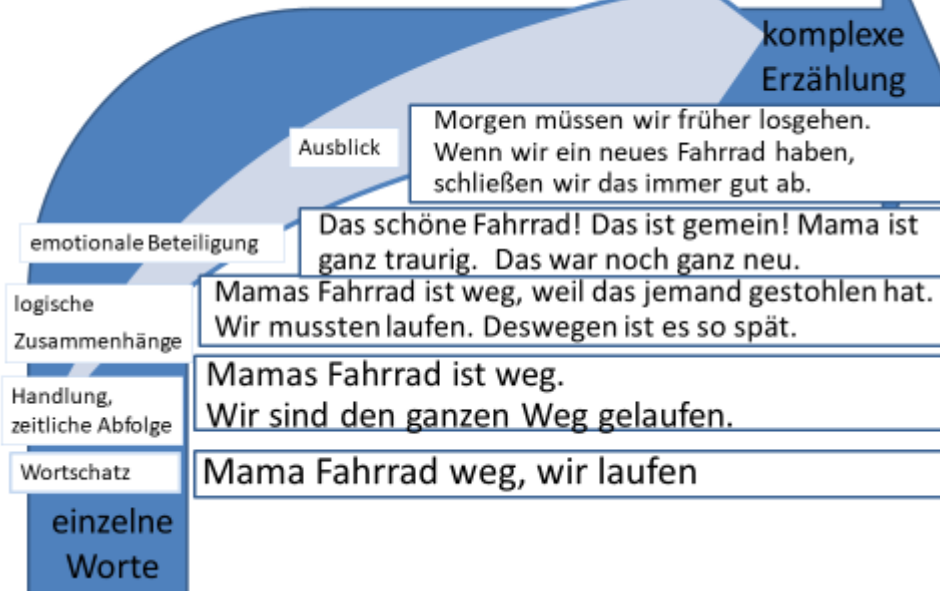 komplexe
Erzählung
Ausblick
Morgen müssen wir früher losgehen.
Wenn wir ein neues Fahrrad haben,
schließen wir das immer gut ab.
emotionale Beteiligung
Das schöne Fahrrad! Das ist gemein! Mama ist
ganz traurig. Das war noch ganz neu.
logische
Zusammenhänge
Mamas Fahrrad ist weg, weil das jemand gestohlen hat.
Wir mussten laufen. Deswegen ist es so spät.
Handlung,
zeitliche Abfolge
Mamas Fahrrad ist weg.
Wir sind den ganzen Weg gelaufen.
Wortschatz
Mama Fahrrad weg, wir laufen
einzelne
Worte